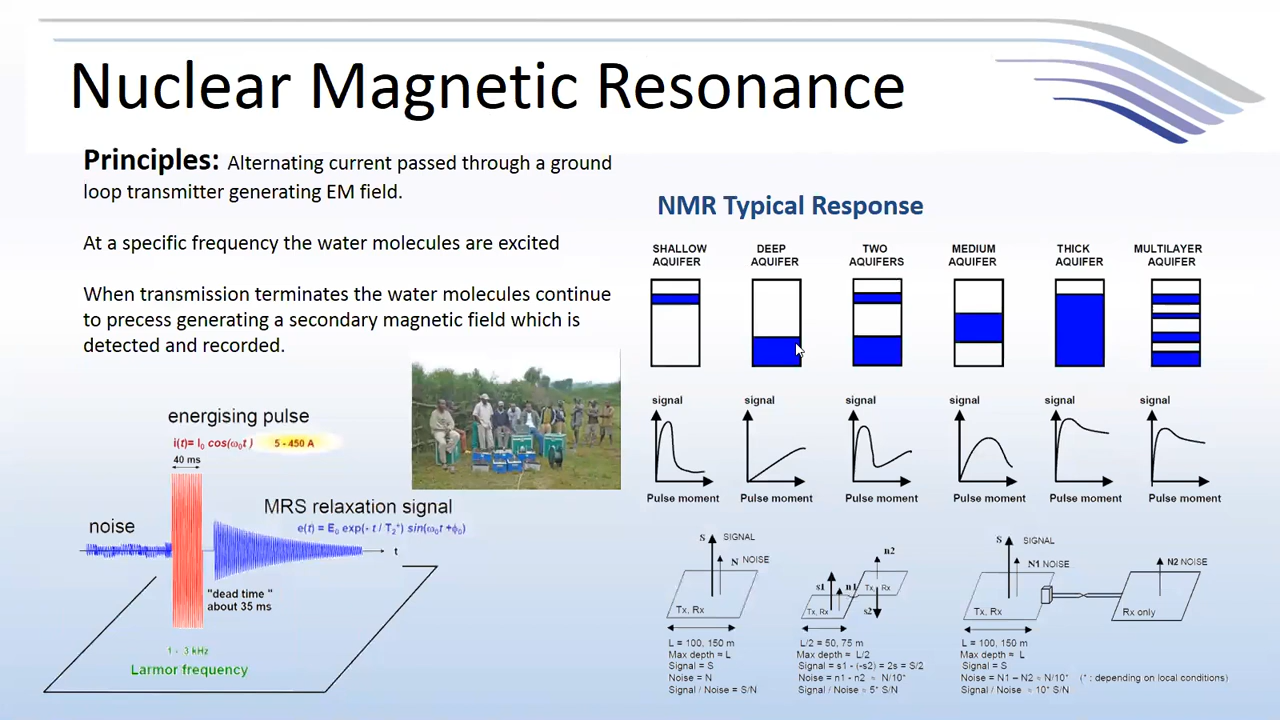 Nuclear Magnetic Resonance
Principles: Alternating current passed through a ground
loop transmitter generating EM field.
At a specific frequency the water molecules are excited
When transmission terminates the water molecules continue
to precess generating a secondary magnetic field which is
detected and recorded.
energising pulse
i(t)= I₀ cos(ω₀t ) 5 - 450 A
40 ms
MRS relaxation signal
e(t) = E₀ exp(- t / T₂*) sin(ω₀t +ϕ₀)
noise
t
"dead time "
about 35 ms
1 - 3 kHz
Larmor frequency
NMR Typical Response
SHALLOW AQUIFER
DEEP AQUIFER
TWO AQUIFERS
MEDIUM AQUIFER
THICK AQUIFER
MULTILAYER AQUIFER
signal signal signal signal signal signal
Pulse moment Pulse moment Pulse moment Pulse moment Pulse moment Pulse moment
S SIGNAL
N NOISE
Tx, Rx
L = 100, 150 m
Max depth = L
Signal = S
Noise = N
Signal / Noise = S/N
n2
s1 n1 Tx, Rx
Tx, Rx s2
L/2 = 50, 75 m
Max depth = L/2
Signal = s1 - (-s2) = 2s = S/2
Noise = n1 - n2 = N/10*
Signal / Noise = 5* S/N
S SIGNAL
N1 NOISE
N2 NOISE
Tx, Rx
Rx only
L = 100, 150 m
Max depth = L
Signal = S
Noise = N1 – N2 = N/10* (* : depending on local conditions)
Signal / Noise = 10* S/N